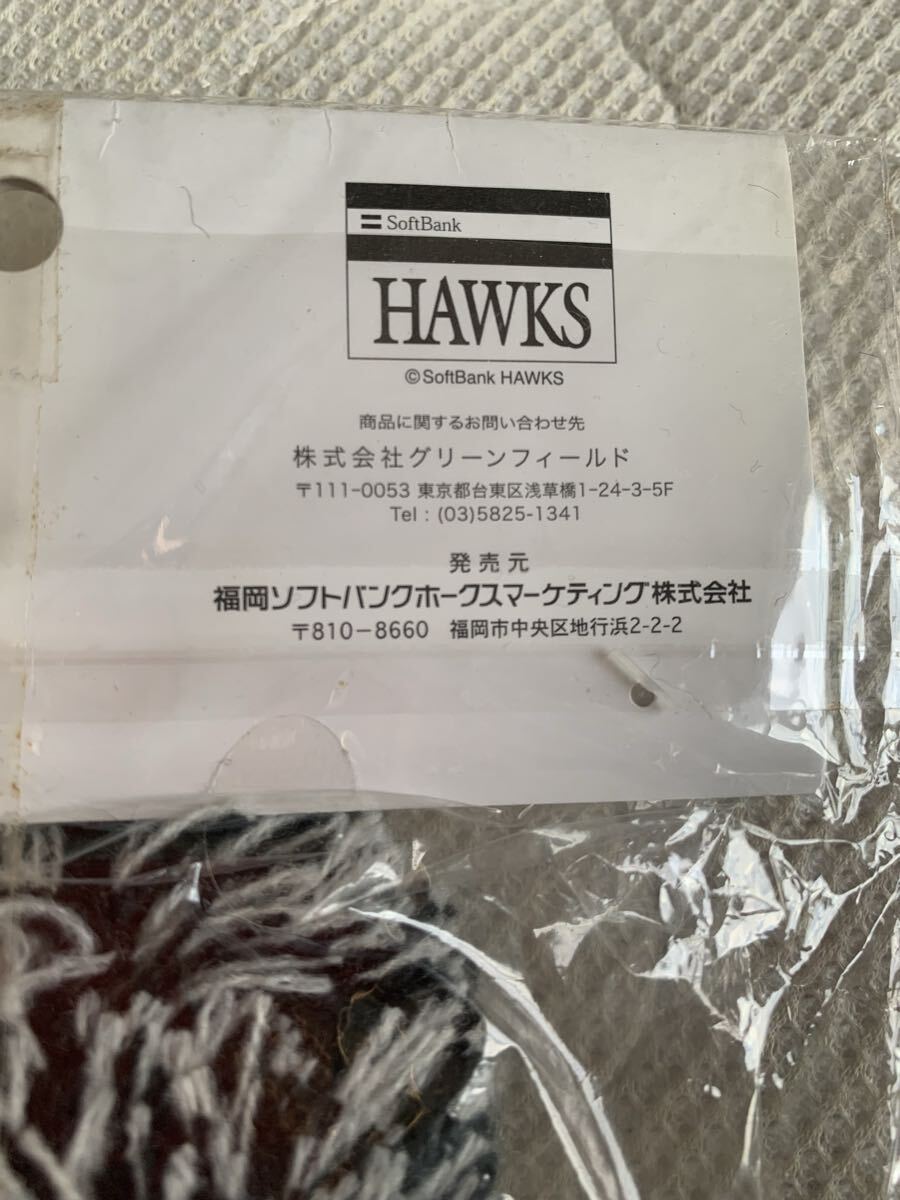 SoftBank
HAWKS
©SoftBank HAWKS
商品に関するお問い合わせ先
株式会社グリーンフィールド
〒111-0053 東京都台東区浅草橋1-24-3-5F
Tel : (03)5825-1341
発売元
福岡ソフトバンクホークスマーケティング株式会社
〒810-8660 福岡市中央区地行浜2-2-2